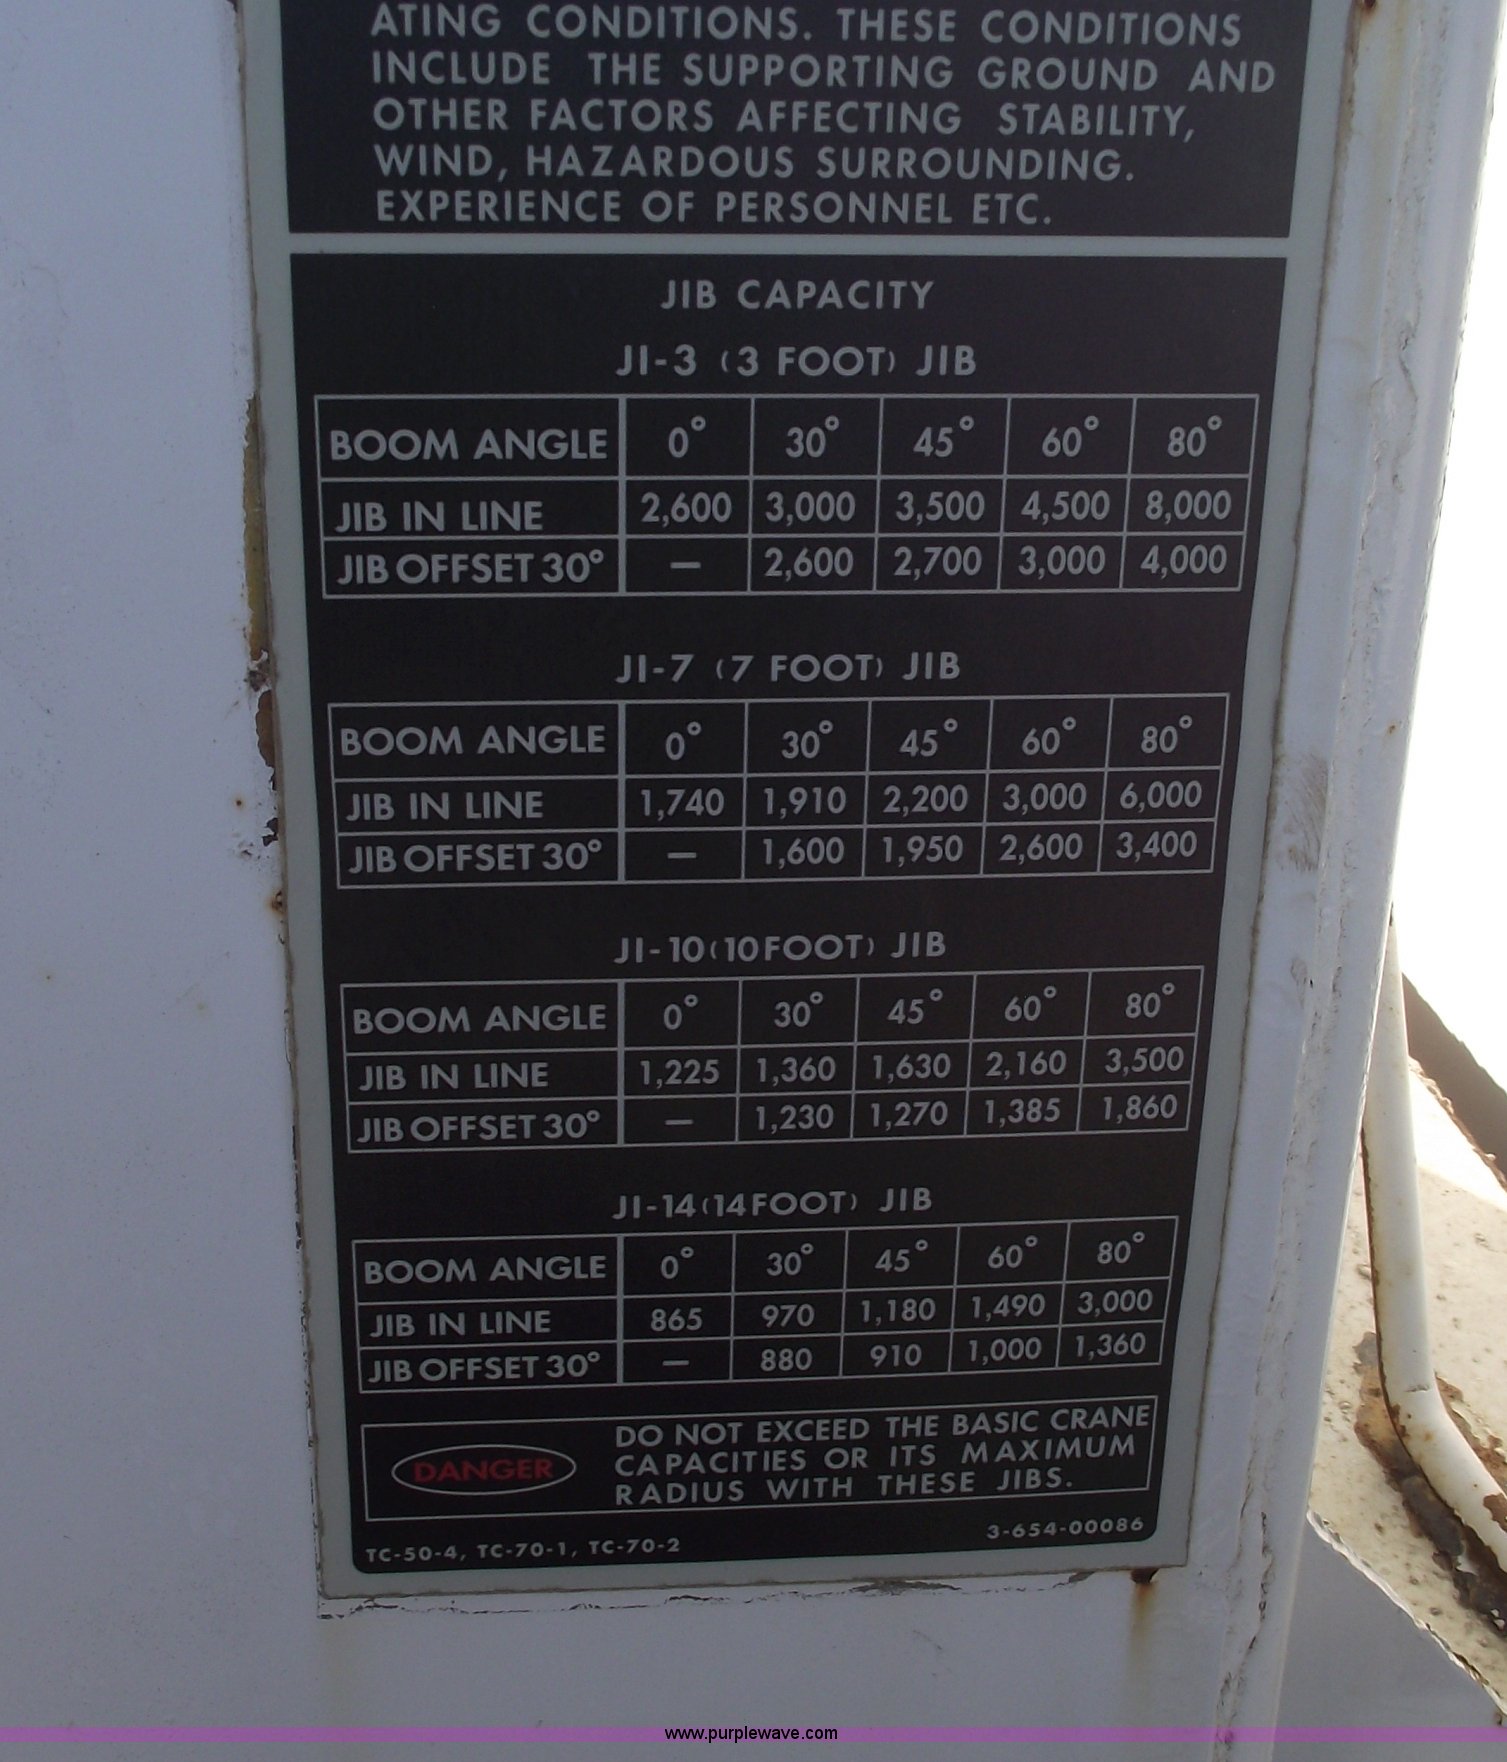 ATING CONDITIONS. THESE CONDITIONS
INCLUDE THE SUPPORTING GROUND AND
OTHER FACTORS AFFECTING STABILITY,
WIND, HAZARDOUS SURROUNDING.
EXPERIENCE OF PERSONNEL ETC.
JIB CAPACITY
JI-3 (3 FOOT) JIB
BOOM ANGLE 0° 30° 45° 60° 80°
JIB IN LINE 2,600 3,000 3,500 4,500 8,000
JIB OFFSET 30° — 2,600 2,700 3,000 4,000
JI-7 (7 FOOT) JIB
BOOM ANGLE 0° 30° 45° 60° 80°
JIB IN LINE 1,740 1,910 2,200 3,000 6,000
JIB OFFSET 30° — 1,600 1,950 2,600 3,400
JI-10 (10 FOOT) JIB
BOOM ANGLE 0° 30° 45° 60° 80°
JIB IN LINE 1,225 1,360 1,630 2,160 3,500
JIB OFFSET 30° — 1,230 1,270 1,385 1,860
JI-14 (14 FOOT) JIB
BOOM ANGLE 0° 30° 45° 60° 80°
JIB IN LINE 865 970 1,180 1,490 3,000
JIB OFFSET 30° — 880 910 1,000 1,360
DANGER
DO NOT EXCEED THE BASIC CRANE
CAPACITIES OR ITS MAXIMUM
RADIUS WITH THESE JIBS.
TC-50-4, TC-70-1, TC-70-2
3-654-00086
www.purplewave.com